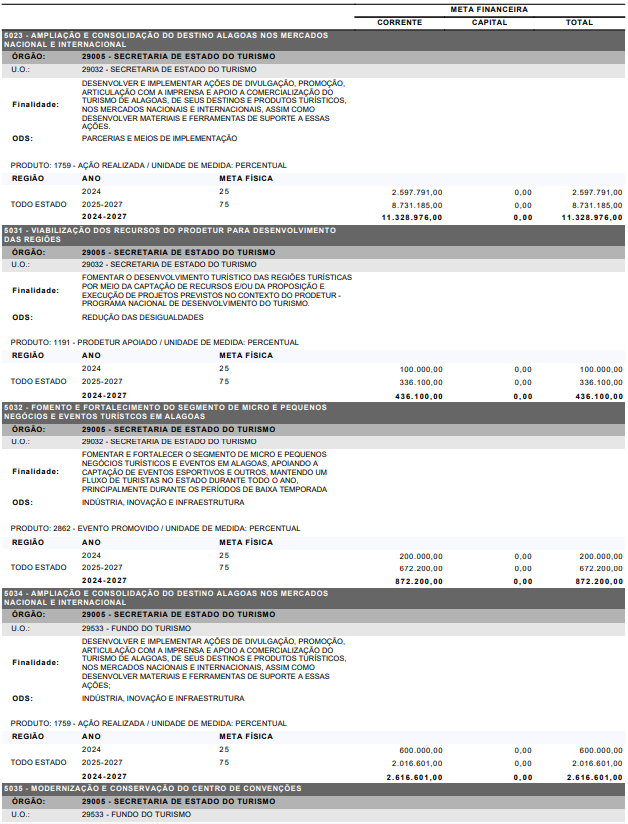 META FINANCEIRA
CORRENTE CAPITAL TOTAL
5023 - AMPLIAÇÃO E CONSOLIDAÇÃO DO DESTINO ALAGOAS NOS MERCADOS
NACIONAL E INTERNACIONAL
ÓRGÃO: 29005 - SECRETARIA DE ESTADO DO TURISMO
U.O.: 29032 - SECRETARIA DE ESTADO DO TURISMO
DESENVOLVER E IMPLEMENTAR AÇÕES DE DIVULGAÇÃO, PROMOÇÃO,
ARTICULAÇÃO COM A IMPRENSA E APOIO A COMERCIALIZAÇÃO DO
Finalidade: TURISMO DE ALAGOAS, DE SEUS DESTINOS E PRODUTOS TURÍSTICOS,
NOS MERCADOS NACIONAIS E INTERNACIONAIS, ASSIM COMO
DESENVOLVER MATERIAIS E FERRAMENTAS DE SUPORTE A ESSAS
AÇÕES.
ODS: PARCERIAS E MEIOS DE IMPLEMENTAÇÃO
PRODUTO: 1759 - AÇÃO REALIZADA / UNIDADE DE MEDIDA: PERCENTUAL
REGIÃO ANO META FÍSICA
2024 25 2.597.791,00 0,00 2.597.791,00
TODO ESTADO 2025-2027 75 8.731.185,00 0,00 8.731.185,00
2024-2027 11.328.976,00 0,00 11.328.976,00
5031 - VIABILIZAÇÃO DOS RECURSOS DO PRODETUR PARA DESENVOLVIMENTO
DAS REGIÕES
ÓRGÃO: 29005 - SECRETARIA DE ESTADO DO TURISMO
U.O.: 29032 - SECRETARIA DE ESTADO DO TURISMO
FOMENTAR O DESENVOLVIMENTO TURÍSTICO DAS REGIÕES TURÍSTICAS
Finalidade: POR MEIO DA CAPTAÇÃO DE RECURSOS E/OU DA PROPOSIÇÃO E
EXECUÇÃO DE PROJETOS PREVISTOS NO CONTEXTO DO PRODETUR -
PROGRAMA NACIONAL DE DESENVOLVIMENTO DO TURISMO.
ODS: REDUÇÃO DAS DESIGUALDADES
PRODUTO: 1191 - PRODETUR APOIADO / UNIDADE DE MEDIDA: PERCENTUAL
REGIÃO ANO META FÍSICA
2024 25 100.000,00 0,00 100.000,00
TODO ESTADO 2025-2027 75 336.100,00 0,00 336.100,00
2024-2027 436.100,00 0,00 436.100,00
5032 - FOMENTO E FORTALECIMENTO DO SEGMENTO DE MICRO E PEQUENOS
NEGÓCIOS E EVENTOS TURÍSTCOS EM ALAGOAS
ÓRGÃO: 29005 - SECRETARIA DE ESTADO DO TURISMO
U.O.: 29032 - SECRETARIA DE ESTADO DO TURISMO
FOMENTAR E FORTALECER O SEGMENTO DE MICRO E PEQUENOS
NEGÓCIOS TURÍSTICOS E EVENTOS EM ALAGOAS, APOIANDO A
Finalidade: CAPTAÇÃO DE EVENTOS ESPORTIVOS E OUTROS, MANTENDO UM
FLUXO DE TURISTAS NO ESTADO DURANTE TODO O ANO,
PRINCIPALMENTE DURANTE OS PERÍODOS DE BAIXA TEMPORADA
ODS: INDÚSTRIA, INOVAÇÃO E INFRAESTRUTURA
PRODUTO: 2862 - EVENTO PROMOVIDO / UNIDADE DE MEDIDA: PERCENTUAL
REGIÃO ANO META FÍSICA
2024 25 200.000,00 0,00 200.000,00
TODO ESTADO 2025-2027 75 672.200,00 0,00 672.200,00
2024-2027 872.200,00 0,00 872.200,00
5034 - AMPLIAÇÃO E CONSOLIDAÇÃO DO DESTINO ALAGOAS NOS MERCADOS
NACIONAL E INTERNACIONAL
ÓRGÃO: 29005 - SECRETARIA DE ESTADO DO TURISMO
U.O.: 29533 - FUNDO DO TURISMO
DESENVOLVER E IMPLEMENTAR AÇÕES DE DIVULGAÇÃO, PROMOÇÃO,
ARTICULAÇÃO COM A IMPRENSA E APOIO A COMERCIALIZAÇÃO DO
Finalidade: TURISMO DE ALAGOAS, DE SEUS DESTINOS E PRODUTOS TURÍSTICOS,
NOS MERCADOS NACIONAIS E INTERNACIONAIS, ASSIM COMO
DESENVOLVER MATERIAIS E FERRAMENTAS DE SUPORTE A ESSAS
AÇÕES;
ODS: INDÚSTRIA, INOVAÇÃO E INFRAESTRUTURA
PRODUTO: 1759 - AÇÃO REALIZADA / UNIDADE DE MEDIDA: PERCENTUAL
REGIÃO ANO META FÍSICA
2024 25 600.000,00 0,00 600.000,00
TODO ESTADO 2025-2027 75 2.016.601,00 0,00 2.016.601,00
2024-2027 2.616.601,00 0,00 2.616.601,00
5035 - MODERNIZAÇÃO E CONSERVAÇÃO DO CENTRO DE CONVENÇÕES
ÓRGÃO: 29005 - SECRETARIA DE ESTADO DO TURISMO
U.O.: 29533 - FUNDO DO TURISMO